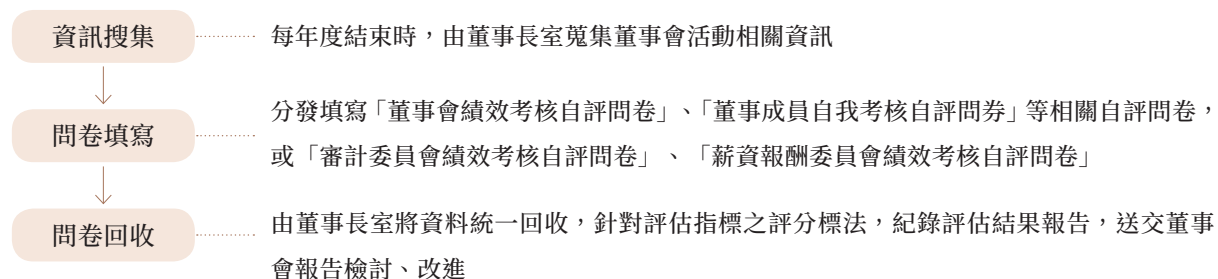 資訊搜集
每年度結束時，由董事長室蒐集董事會活動相關資訊
問卷填寫
分發填寫「董事會績效考核自評問卷」、「董事成員自我考核自評問券」等相關自評問卷，
或「審計委員會績效考核自評問卷」、「薪資報酬委員會績效考核自評問卷」
問卷回收
由董事長室將資料統一回收，針對評估指標之評分標法，紀錄評估結果報告，送交董事
會報告檢討、改進